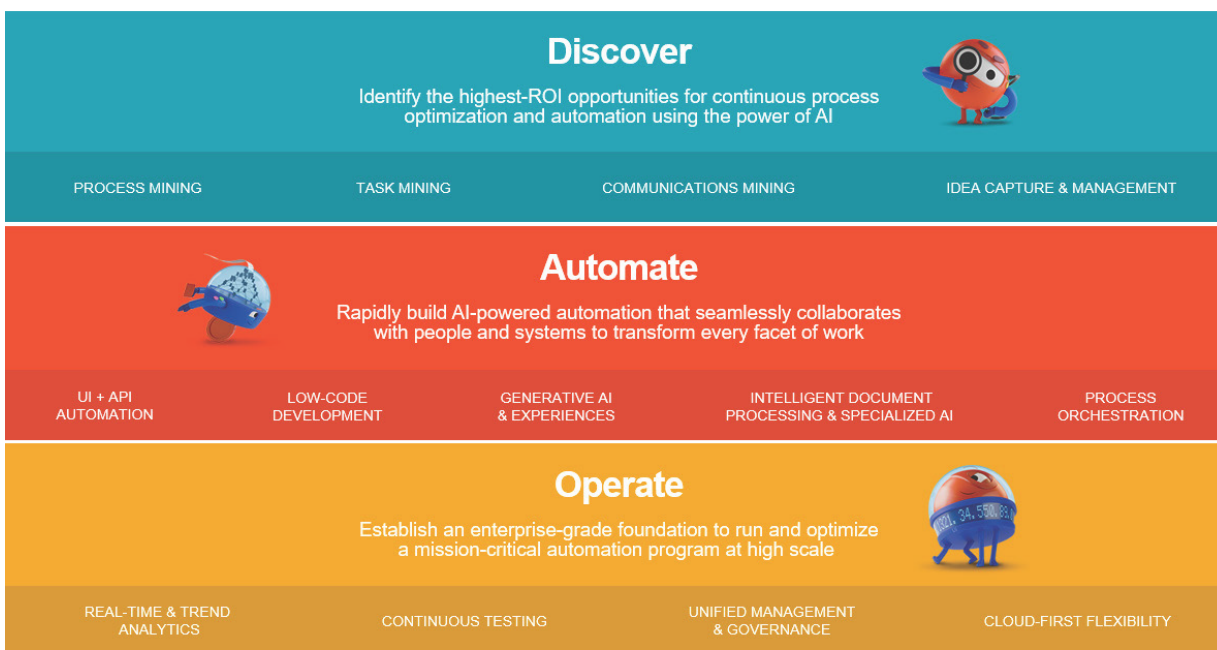 Discover
Identify the highest-ROI opportunities for continuous process
optimization and automation using the power of AI
PROCESS MINING
TASK MINING
COMMUNICATIONS MINING
IDEA CAPTURE & MANAGEMENT
Automate
Rapidly build AI-powered automation that seamlessly collaborates
with people and systems to transform every facet of work
UI + API
AUTOMATION
LOW-CODE
DEVELOPMENT
GENERATIVE AI
& EXPERIENCES
INTELLIGENT DOCUMENT
PROCESSING & SPECIALIZED AI
PROCESS
ORCHESTRATION
Operate
Establish an enterprise-grade foundation to run and optimize
a mission-critical automation program at high scale
REAL-TIME & TREND
ANALYTICS
CONTINUOUS TESTING
UNIFIED MANAGEMENT
& GOVERNANCE
CLOUD-FIRST FLEXIBILITY